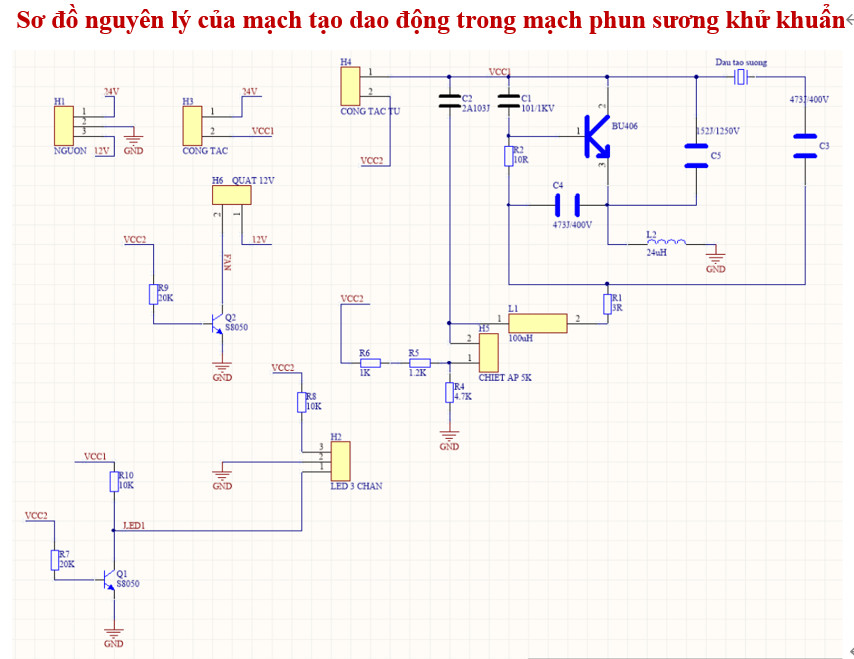 Sơ đồ nguyên lý của mạch tạo dao động trong mạch phun sương khử khuẩn
H4
1
2
CONG TAC TU
VCC1
VCC2
Dau tao suong
H1
24V
1
2
3
NGUON
12V
GND
H3
24V
1
2
VCC1
CONG TAC
C2
2A103J
C1
101/1KV
R2
10R
2
1
3
BU406
152J/1250V
C5
473J/400V
C3
C4
473J/400V
L2
24uH
GND
H6
QUAT 12V
2
1
12V
FAN
VCC2
R9
20K
Q2
S8050
GND
VCC2
R6
1K
R5
1.2K
R4
4.7K
GND
1
L1
2
100uH
R1
3R
H5
2
1
CHIET AP 5K
VCC2
R8
10K
H2
3
2
1
LED 3 CHAN
GND
VCC1
R10
10K
LED1
VCC2
R7
20K
Q1
S8050
GND